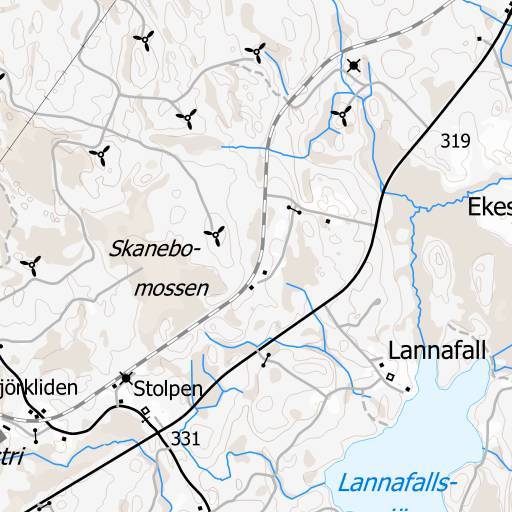 319
Ekes
Skanebo-
mossen
Lannafall
jörkliden
Stolpen
331
tri
Lannafalls-